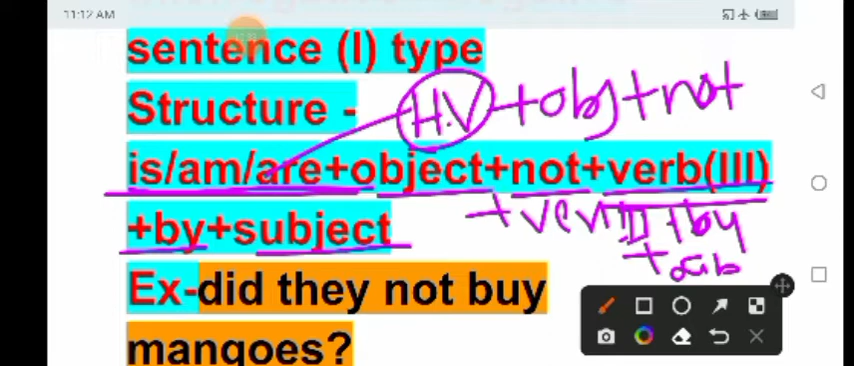 11:12 AM
sentence (I) type
Structure -
H.V + obj + not
is/am/are+object+not+verb(III)
+by+subject
+ver III + by
+ sub
Ex-did they not buy
mangoes?